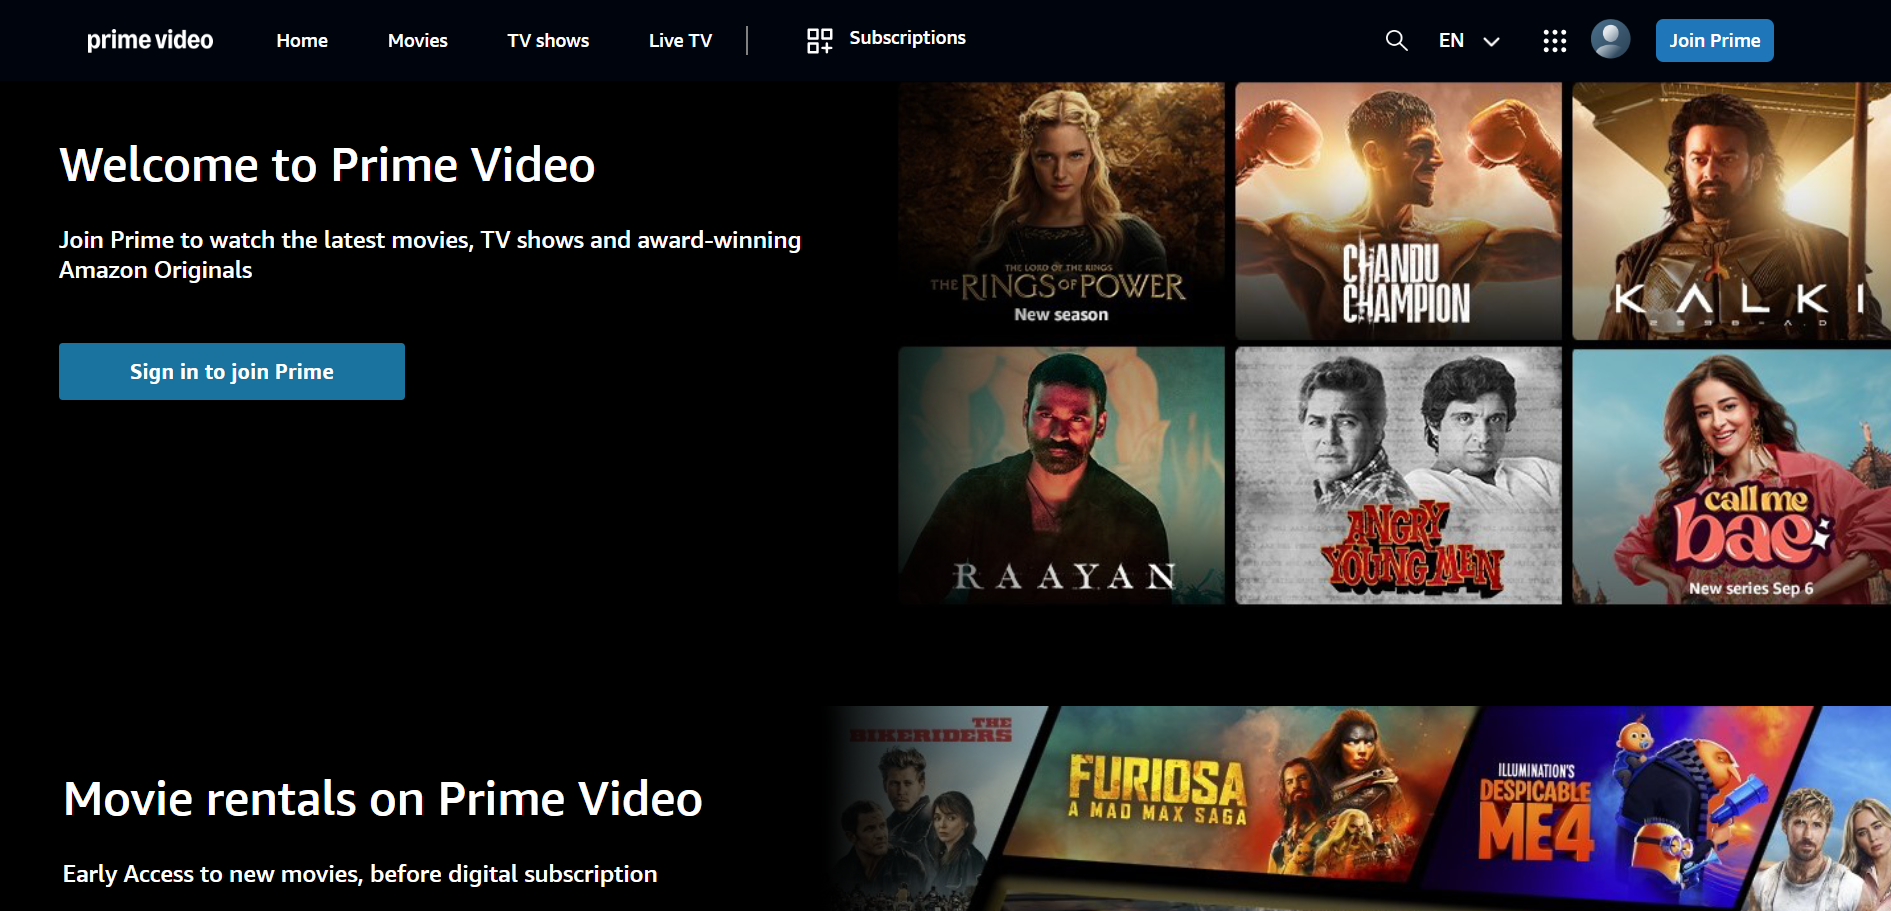 prime video
Home
Movies
TV shows
Live TV
Subscriptions
EN
Join Prime
Welcome to Prime Video
Join Prime to watch the latest movies, TV shows and award-winning
Amazon Originals
Sign in to join Prime
THE LORD OF THE RINGS
THE RINGS OF POWER
New season
CHANDU
CHAMPION
KALKI
2898-A.D
RAAYAN
ANGRY
YOUNG MEN
call me
bae
New series Sep 6
Movie rentals on Prime Video
Early Access to new movies, before digital subscription
THE
BIKERIDERS
FURIOSA
A MAD MAX SAGA
ILLUMINATION'S
DESPICABLE
ME4